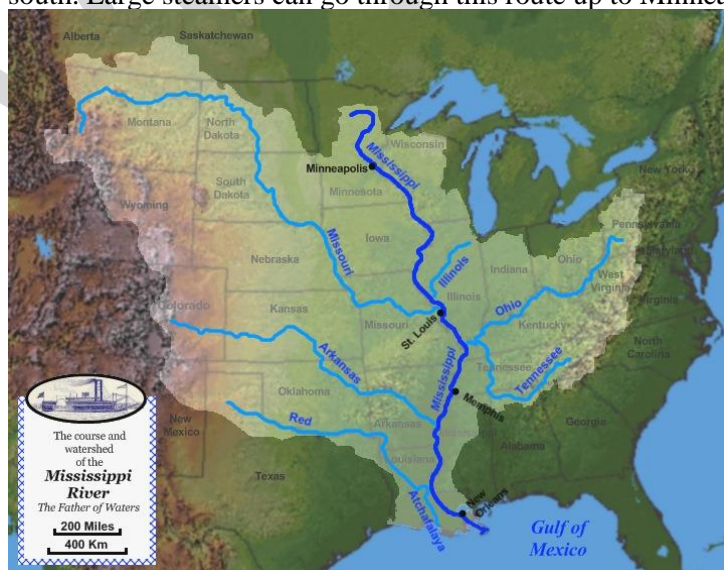 south. Large steamers can go through this route up to
Alberta
Saskatchewan
Montana
North
Dakota
Mississippi
Wisconsin
Minneapolis
New York
South
Dakota
Minnesota
Wyoming
Pennsylvania
Iowa
Missouri
Illinois
Ohio
Maryland
Nebraska
Indiana
West
Virginia
Illinois
Ohio
Virginia
Colorado
Kansas
Missouri
St. Louis
Kentucky
North
Carolina
Arkansas
Mississippi
Tennessee
Tennessee
Oklahoma
Memphis
Red
Arkansas
Georgia
New
Mexico
Alabama
Louisiana
Texas
Atchafalaya
New
Orleans
Gulf of
Mexico
The course and
watershed
of the
Mississippi
River
The Father of Waters
200 Miles
400 Km